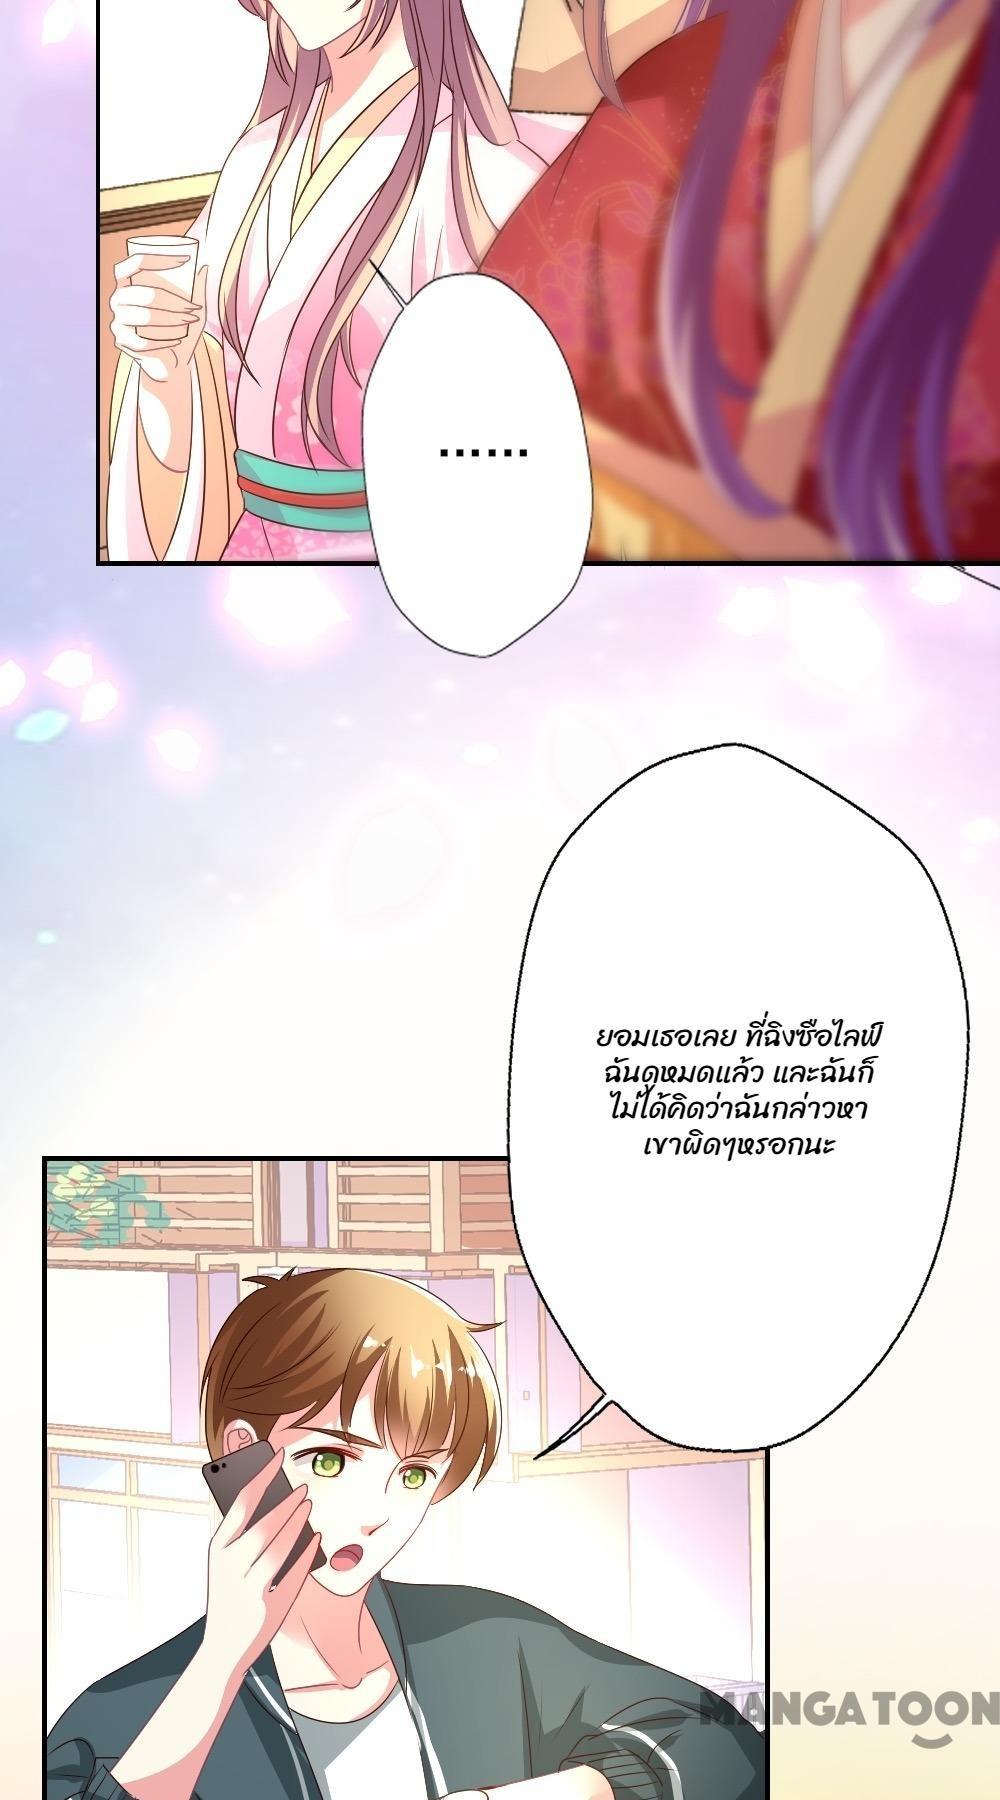 ......
ยอมเธอเลย ที่ฉิงซือไลฟ์
ฉันดูหมดแล้ว และฉันก็
ไม่ได้คิดว่าฉันกล่าวหา
เขาผิดๆหรอกนะ
MANGATOON